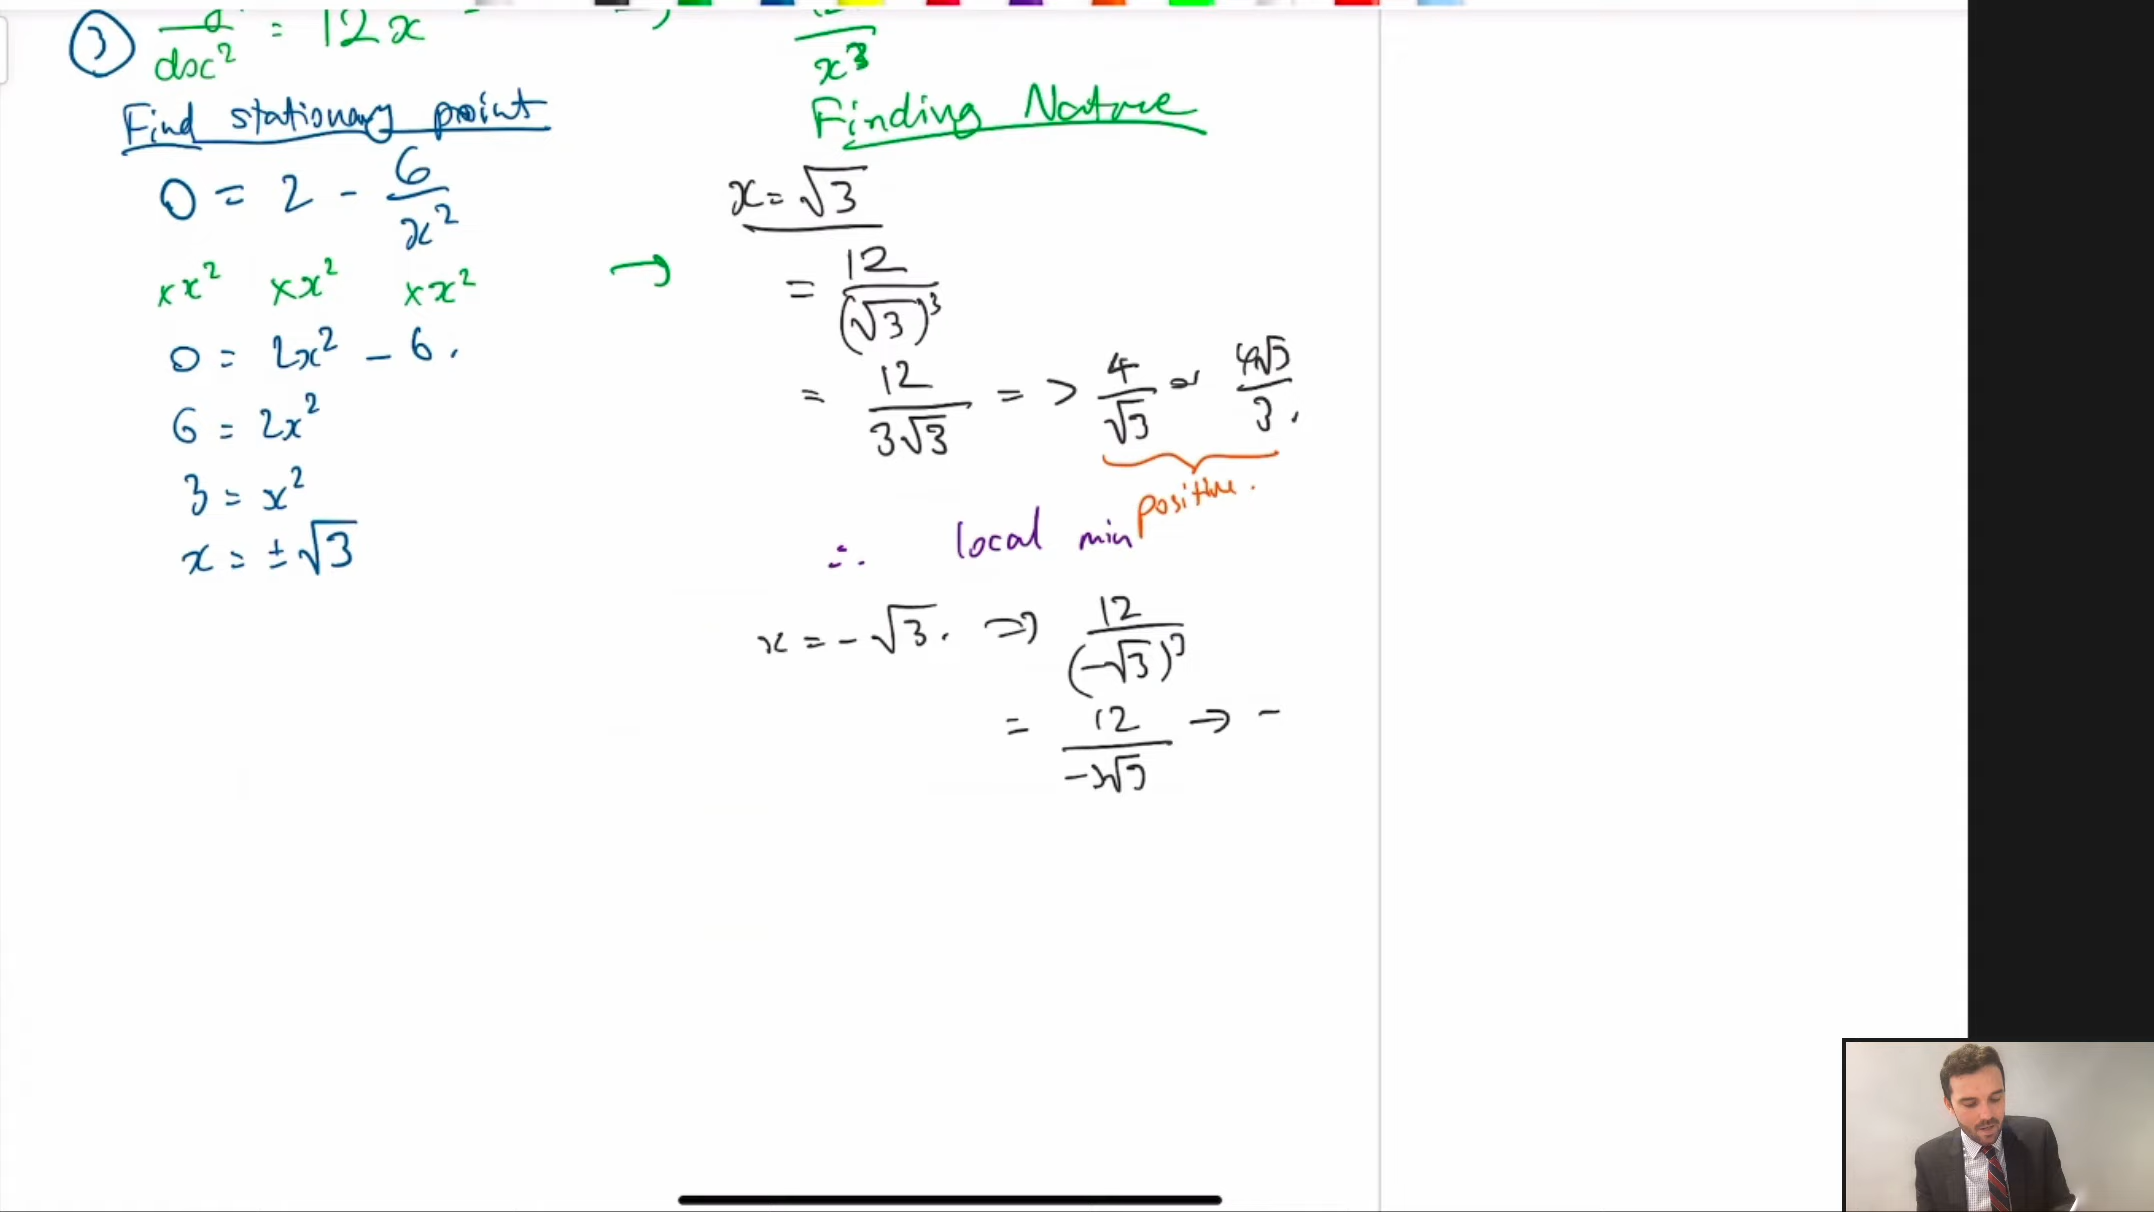 ③ d/dx² = 12x → /x³
Find stationary point
0 = 2 - 6/x²
×x² ×x² ×x²
0 = 2x² - 6.
6 = 2x²
3 = x²
x = ±√3
→
Finding Nature
x = √3
= 12/(√3)³
= 12/3√3 => 4/√3 or 4√3/3.
positive.
∴ local min
x = -√3. ⇒ 12/(-√3)³
= 12/-3√3 → -